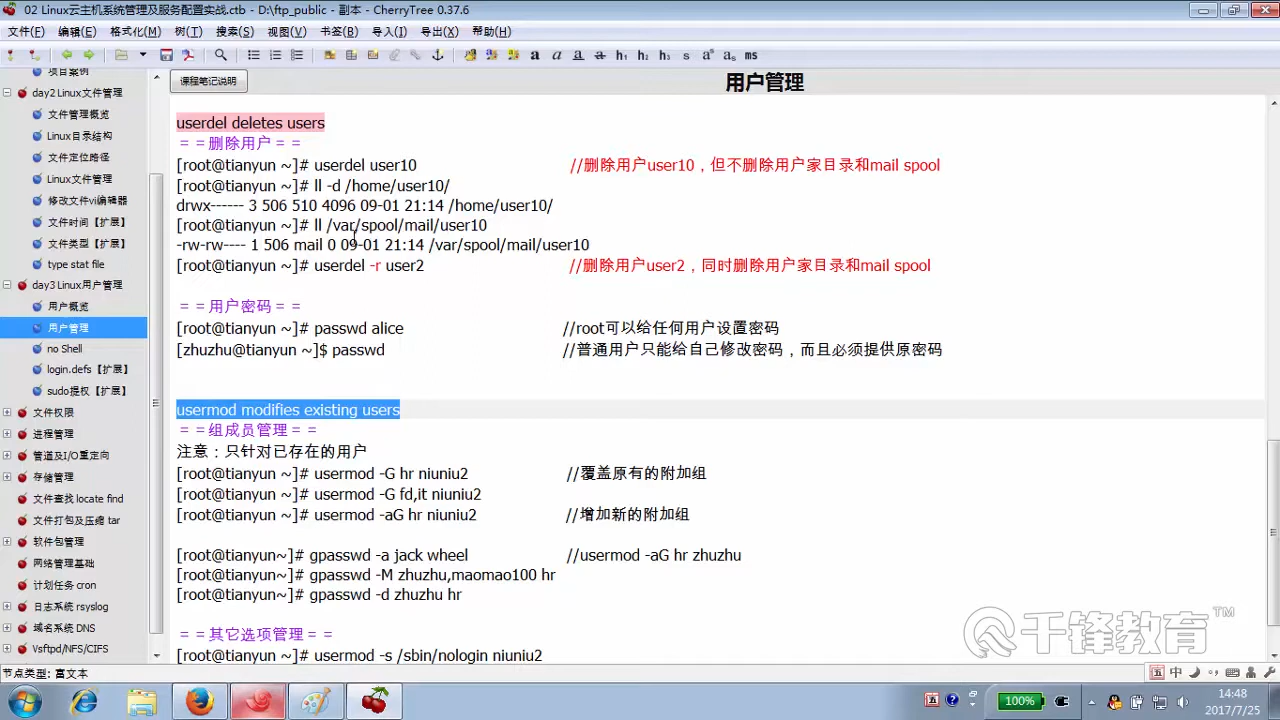 02 Linux云主机系统管理及服务配置实战.ctb - D:\ftp_public - 副本 - CherryTree 0.37.6
文件(F) 编辑(E) 格式化(M) 树(T) 搜索(S) 视图(V) 书签(B) 导入(I) 导出(X) 帮助(H)
a a a a h₁ h₂ h₃ s aˢ aₛ ms
项目案例
day2 Linux文件管理
文件管理概览
Linux目录结构
文件定位路径
Linux文件管理
修改文件vi编辑器
文件时间【扩展】
文件类型【扩展】
type stat file
day3 Linux用户管理
用户概览
用户管理
no Shell
login.defs【扩展】
sudo提权【扩展】
文件权限
进程管理
管道及I/O重定向
存储管理
文件查找 locate find
文件打包及压缩 tar
软件包管理
网络管理基础
计划任务 cron
日志系统 rsyslog
域名系统 DNS
Vsftpd/NFS/CIFS
课程笔记说明
用户管理
userdel deletes users
==删除用户==
[root@tianyun ~]# userdel user10 //删除用户user10，但不删除用户家目录和mail spool
[root@tianyun ~]# ll -d /home/user10/
drwx------ 3 506 510 4096 09-01 21:14 /home/user10/
[root@tianyun ~]# ll /var/spool/mail/user10
-rw-rw---- 1 506 mail 0 09-01 21:14 /var/spool/mail/user10
[root@tianyun ~]# userdel -r user2 //删除用户user2，同时删除用户家目录和mail spool
==用户密码==
[root@tianyun ~]# passwd alice //root可以给任何用户设置密码
[zhuzhu@tianyun ~]$ passwd //普通用户只能给自己修改密码，而且必须提供原密码
usermod modifies existing users
==组成员管理==
注意：只针对已存在的用户
[root@tianyun ~]# usermod -G hr niuniu2 //覆盖原有的附加组
[root@tianyun ~]# usermod -G fd,it niuniu2
[root@tianyun ~]# usermod -aG hr niuniu2 //增加新的附加组
[root@tianyun~]# gpasswd -a jack wheel //usermod -aG hr zhuzhu
[root@tianyun~]# gpasswd -M zhuzhu,maomao100 hr
[root@tianyun~]# gpasswd -d zhuzhu hr
==其它选项管理==
[root@tianyun ~]# usermod -s /sbin/nologin niuniu2
千锋教育™
节点类型: 富文本
五 中
五 100% 14:48
2017/7/25